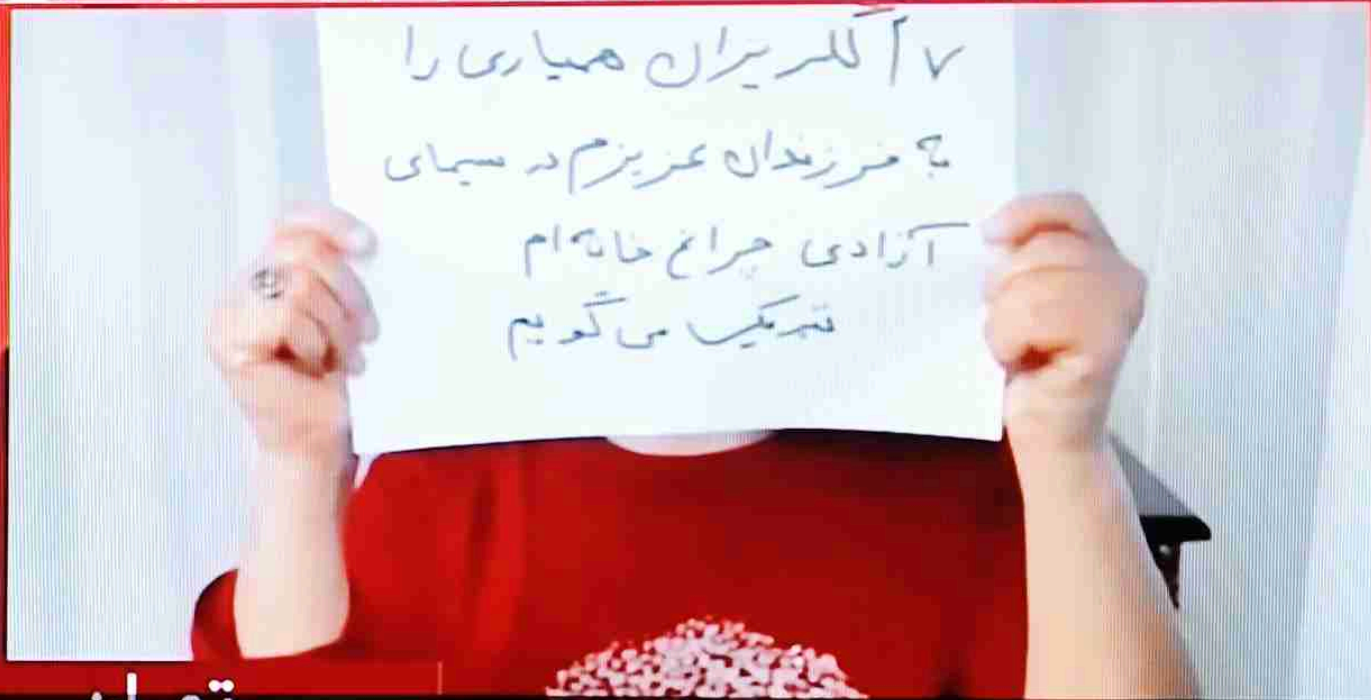 گلریزان همیاری را
به فرزندان عزیزم در سیمای
آزادی چراغ خانه‌ام
تبریک می‌گویم